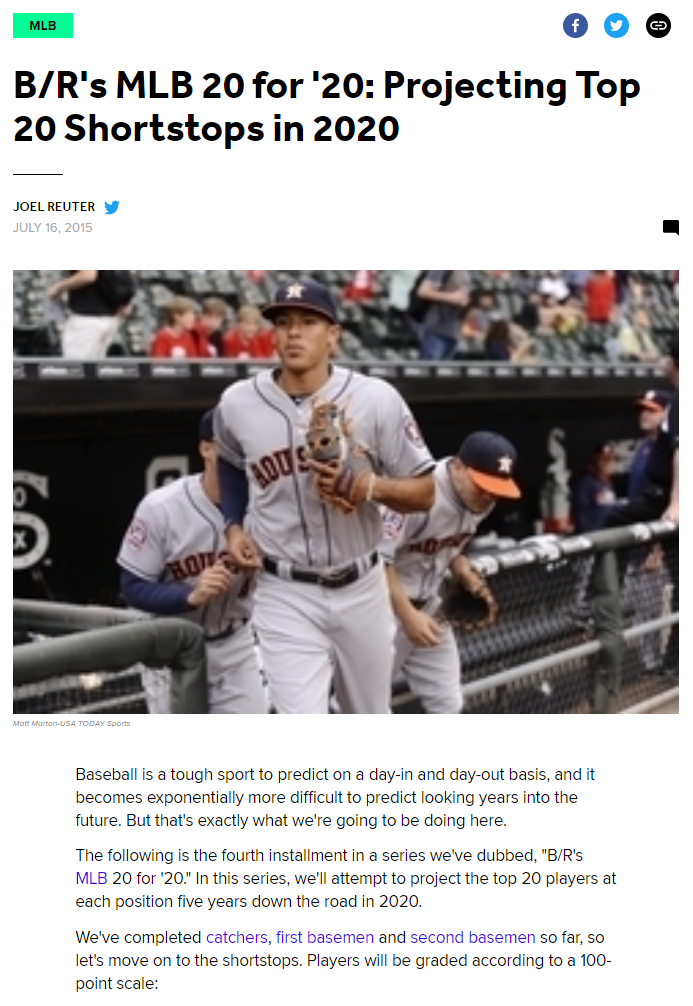 MLB
B/R's MLB 20 for '20: Projecting Top
20 Shortstops in 2020
JOEL REUTER
JULY 16, 2015
HOUS
HOUS
HO
Matt Marton-USA TODAY Sports
Baseball is a tough sport to predict on a day-in and day-out basis, and it
becomes exponentially more difficult to predict looking years into the
future. But that's exactly what we're going to be doing here.
The following is the fourth installment in a series we've dubbed, "B/R's
MLB 20 for '20." In this series, we'll attempt to project the top 20 players at
each position five years down the road in 2020.
We've completed catchers, first basemen and second basemen so far, so
let's move on to the shortstops. Players will be graded according to a 100-
point scale: